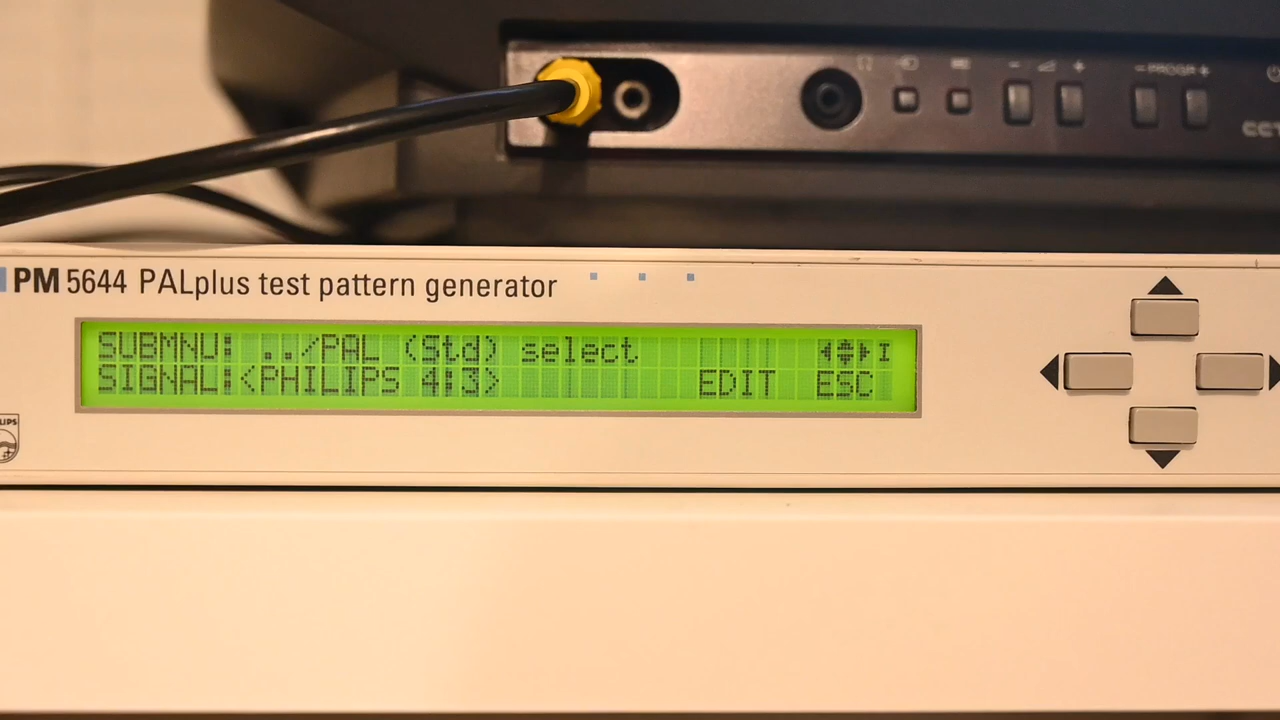 − +
− PROGR +
PM 5644 PALplus test pattern generator
SUBMNU: ../PAL (Std) select
SIGNAL:<PHILIPS 4:3> EDIT ESC